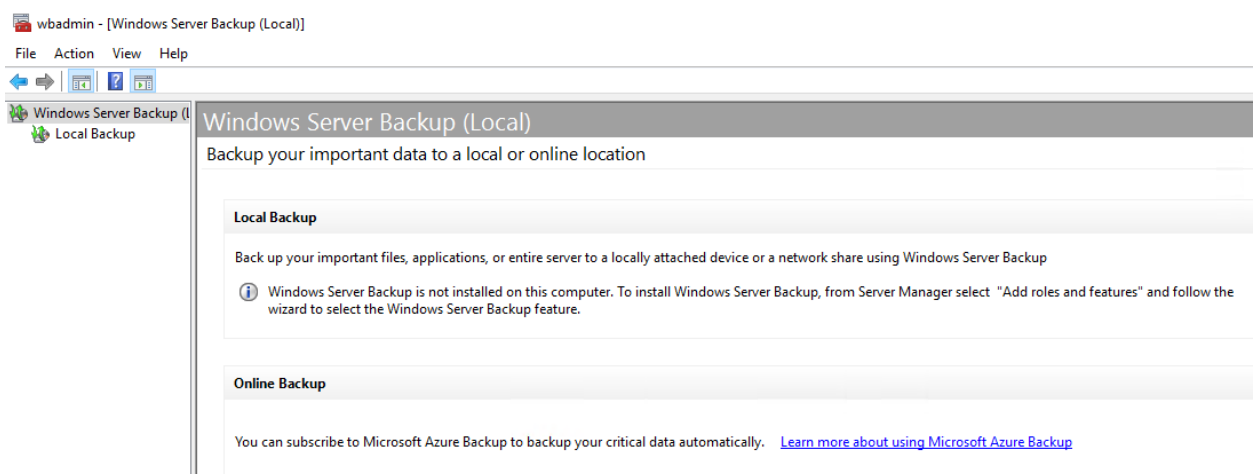 wbadmin - [Windows Server Backup (Local)]
File Action View Help
Windows Server Backup (L
Local Backup
Windows Server Backup (Local)
Backup your important data to a local or online location
Local Backup
Back up your important files, applications, or entire server to a locally attached device or a network share using Windows Server Backup
Windows Server Backup is not installed on this computer. To install Windows Server Backup, from Server Manager select "Add roles and features" and follow the
wizard to select the Windows Server Backup feature.
Online Backup
You can subscribe to Microsoft Azure Backup to backup your critical data automatically. Learn more about using Microsoft Azure Backup